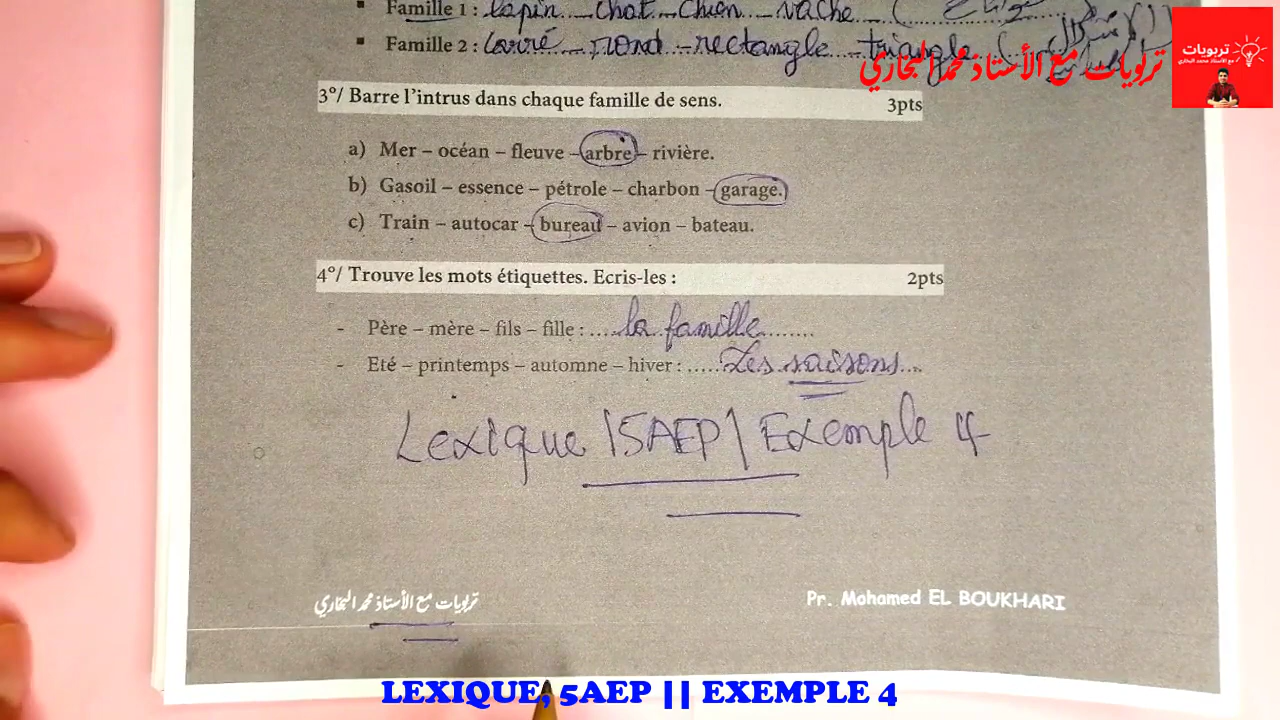 Famille 1 : lapin – chat – chien – vache (
Famille 2 : carré – rond – rectangle – triangle (
تربويات
مع الأستاذ محمد البخاري
تربويات مع الأستاذ محمد البخاري
3°/ Barre l'intrus dans chaque famille de sens. 3pts
a) Mer – océan – fleuve – arbre – rivière.
b) Gasoil – essence – pétrole – charbon – garage.
c) Train – autocar – bureau – avion – bateau.
4°/ Trouve les mots étiquettes. Ecris-les : 2pts
- Père – mère – fils – fille : ....la famille........
- Eté – printemps – automne – hiver : .....Les saisons...
Lexique |5AEP| Exemple 4
تربويات مع الأستاذ محمد البخاري
Pr. Mohamed EL BOUKHARI
LEXIQUE, 5AEP || EXEMPLE 4